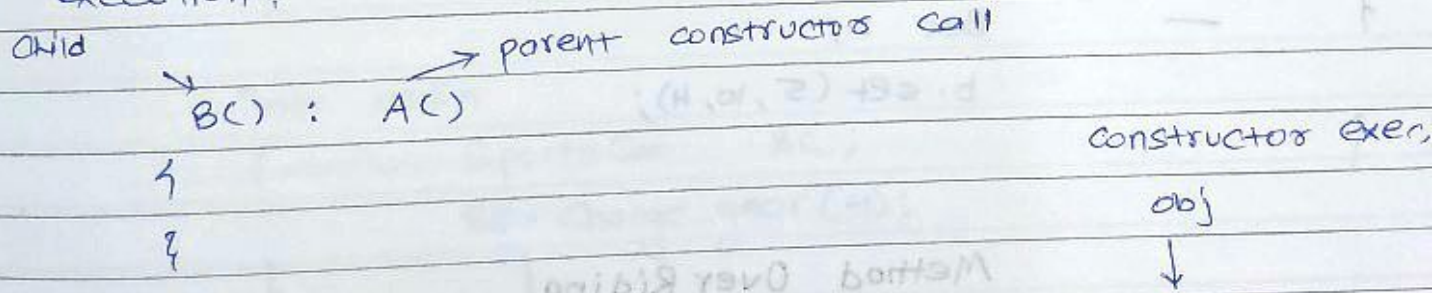 Child → parent constructor call
B() : A()
{
constructor exec,
obj
}
↓